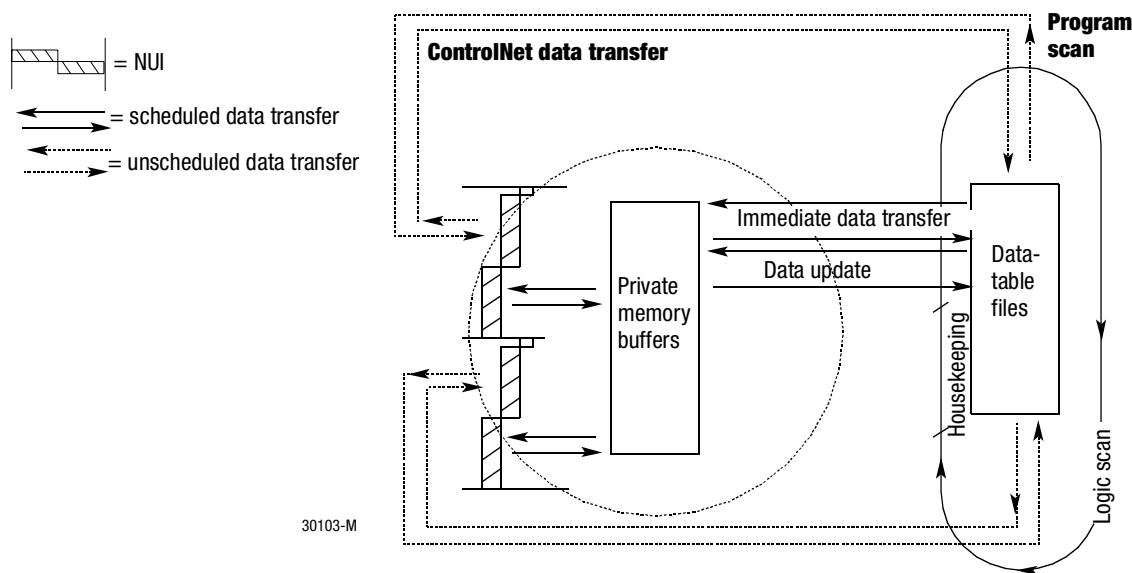 Program
scan
ControlNet data transfer
= NUI
= scheduled data transfer
= unscheduled data transfer
Immediate data transfer
Data update
Private
memory
buffers
Data-
table
files
Housekeeping
Logic scan
30103-M